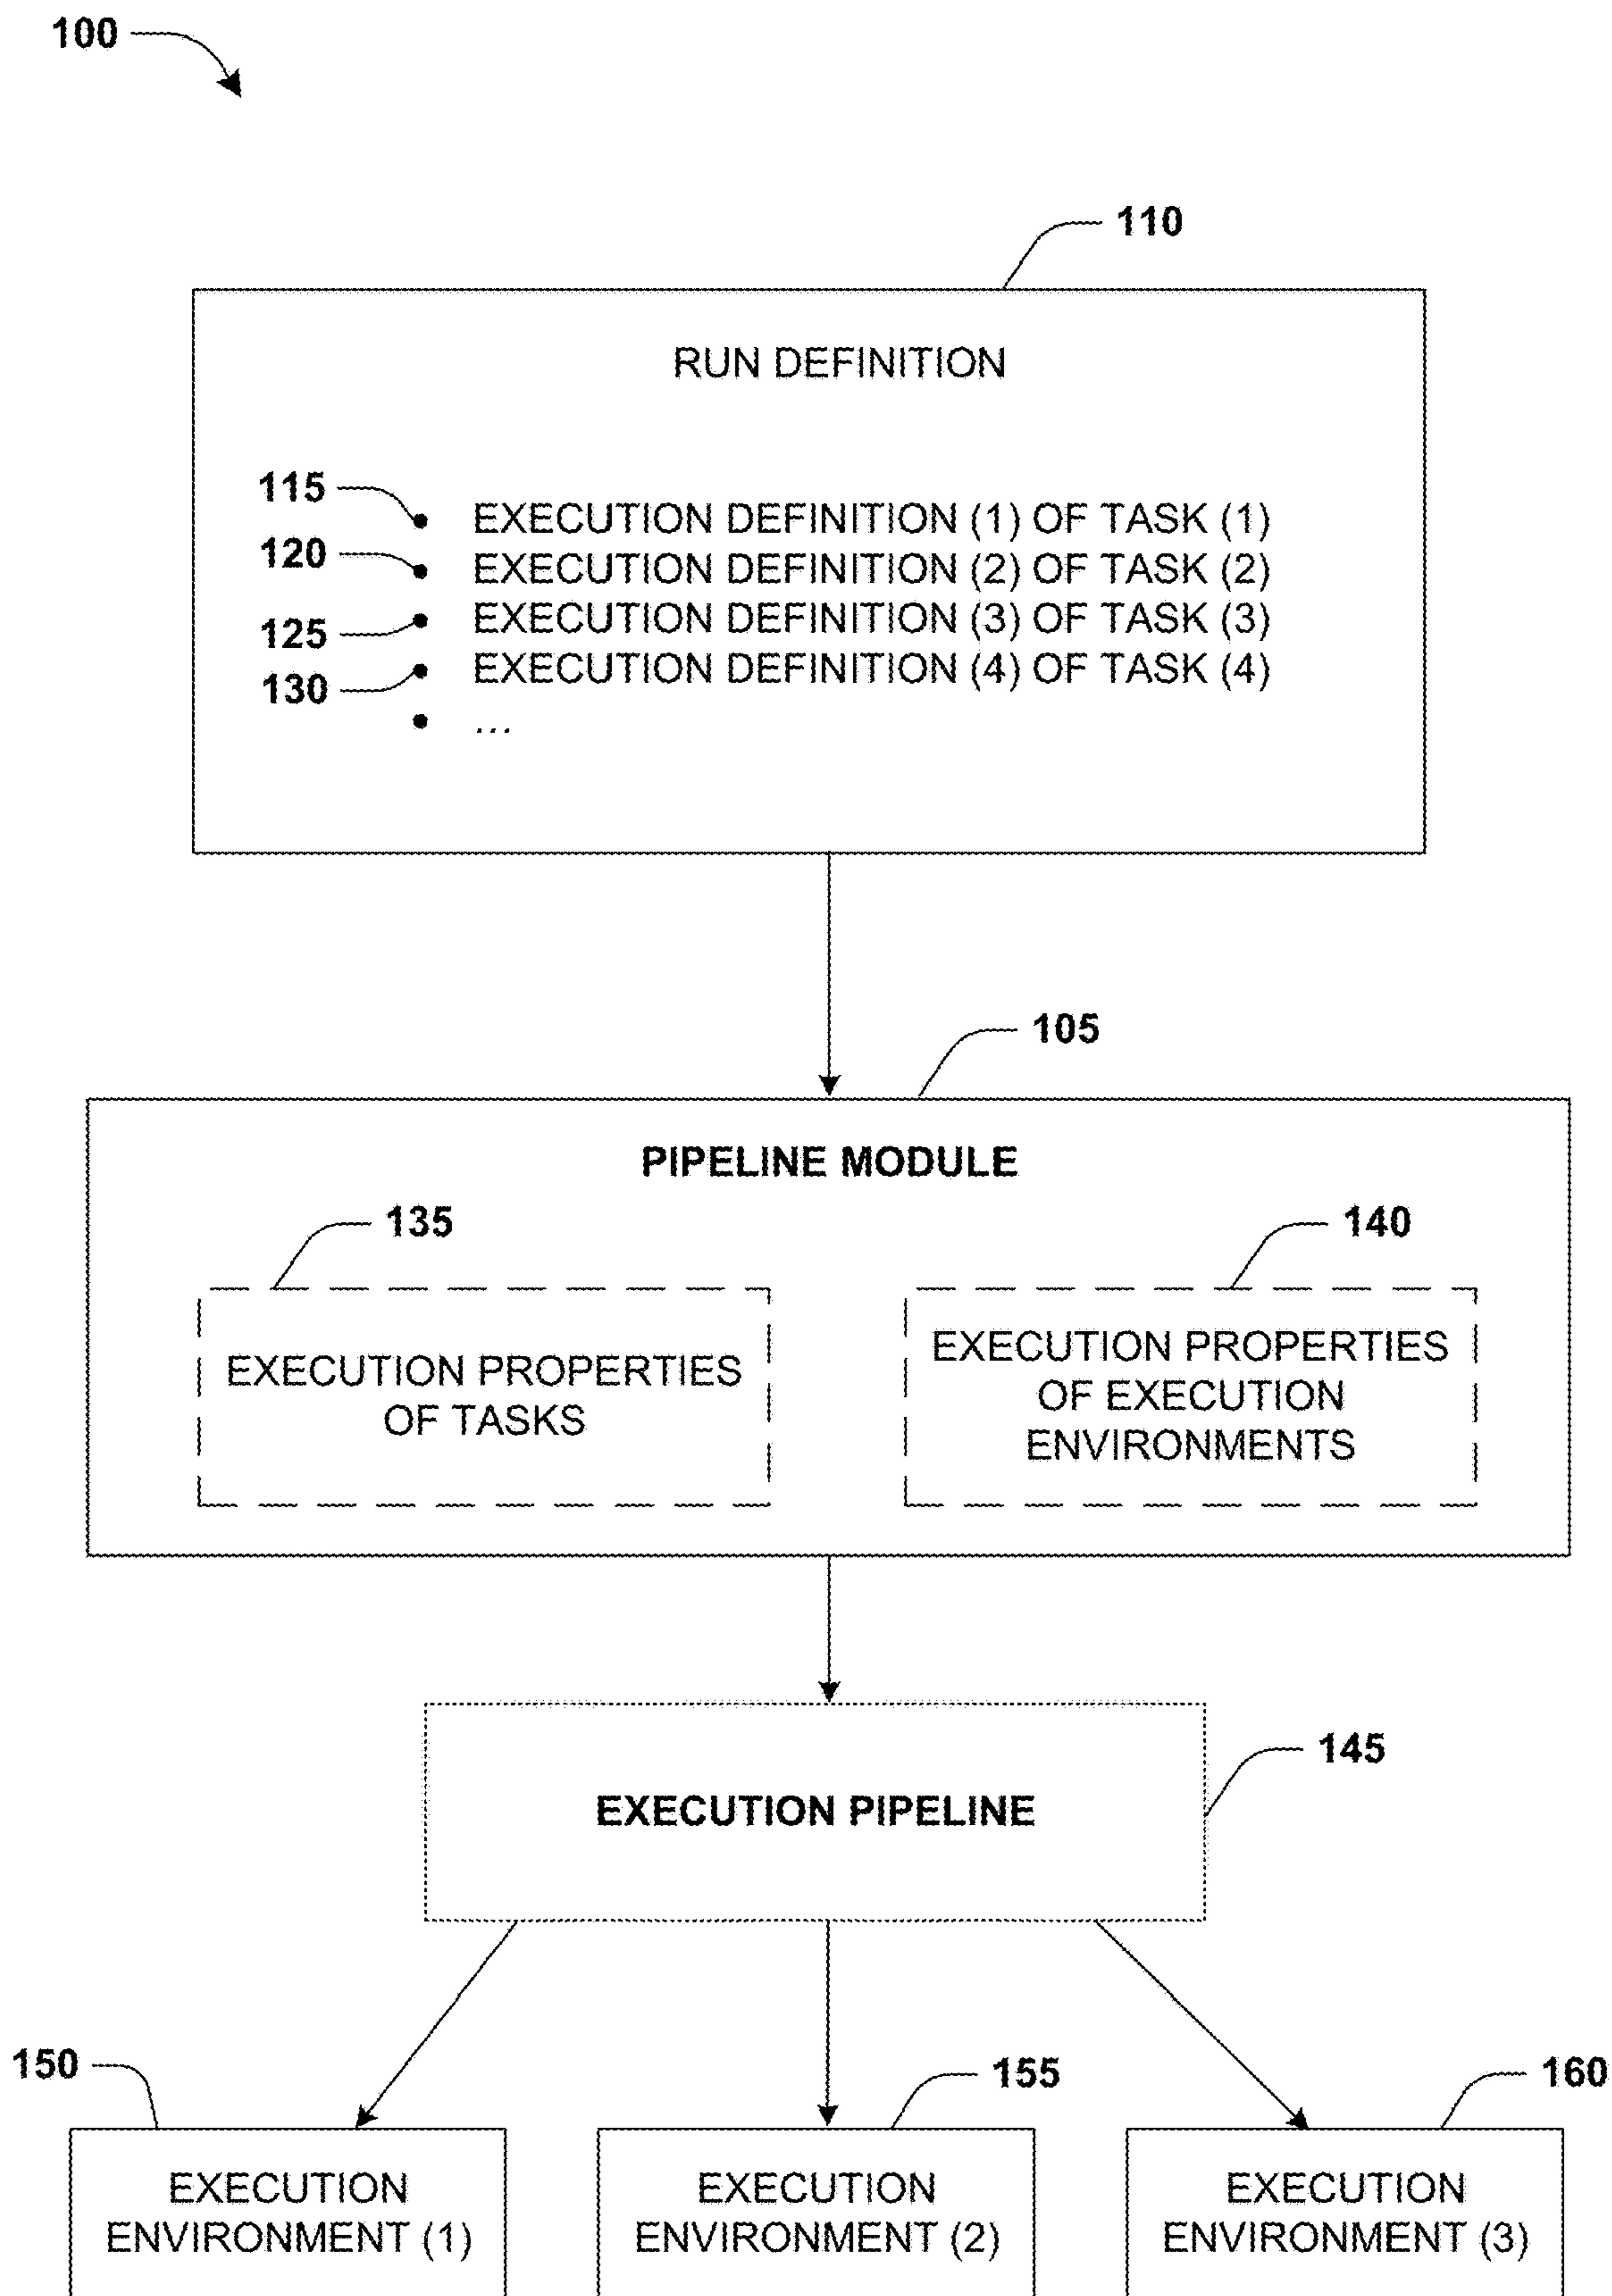 100
110
RUN DEFINITION
115
• EXECUTION DEFINITION (1) OF TASK (1)
120
• EXECUTION DEFINITION (2) OF TASK (2)
125
• EXECUTION DEFINITION (3) OF TASK (3)
130
• EXECUTION DEFINITION (4) OF TASK (4)
• ...
105
PIPELINE MODULE
135
140
EXECUTION PROPERTIES
OF TASKS
EXECUTION PROPERTIES
OF EXECUTION
ENVIRONMENTS
145
EXECUTION PIPELINE
150
155
160
EXECUTION
ENVIRONMENT (1)
EXECUTION
ENVIRONMENT (2)
EXECUTION
ENVIRONMENT (3)